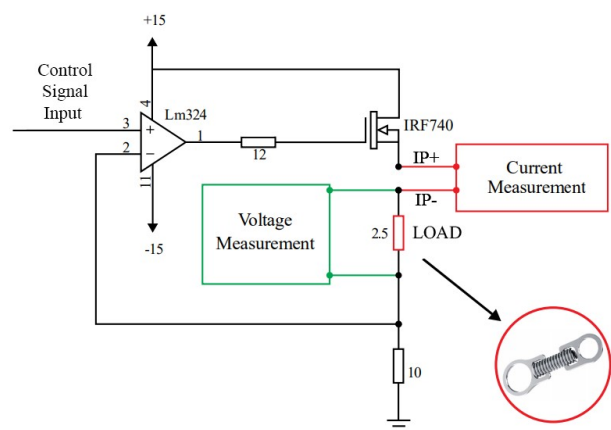 +15
Control
Signal
Input
4
Lm324
3
+
1
2
−
11
12
IRF740
IP+
IP-
Current
Measurement
Voltage
Measurement
2.5
LOAD
-15
10